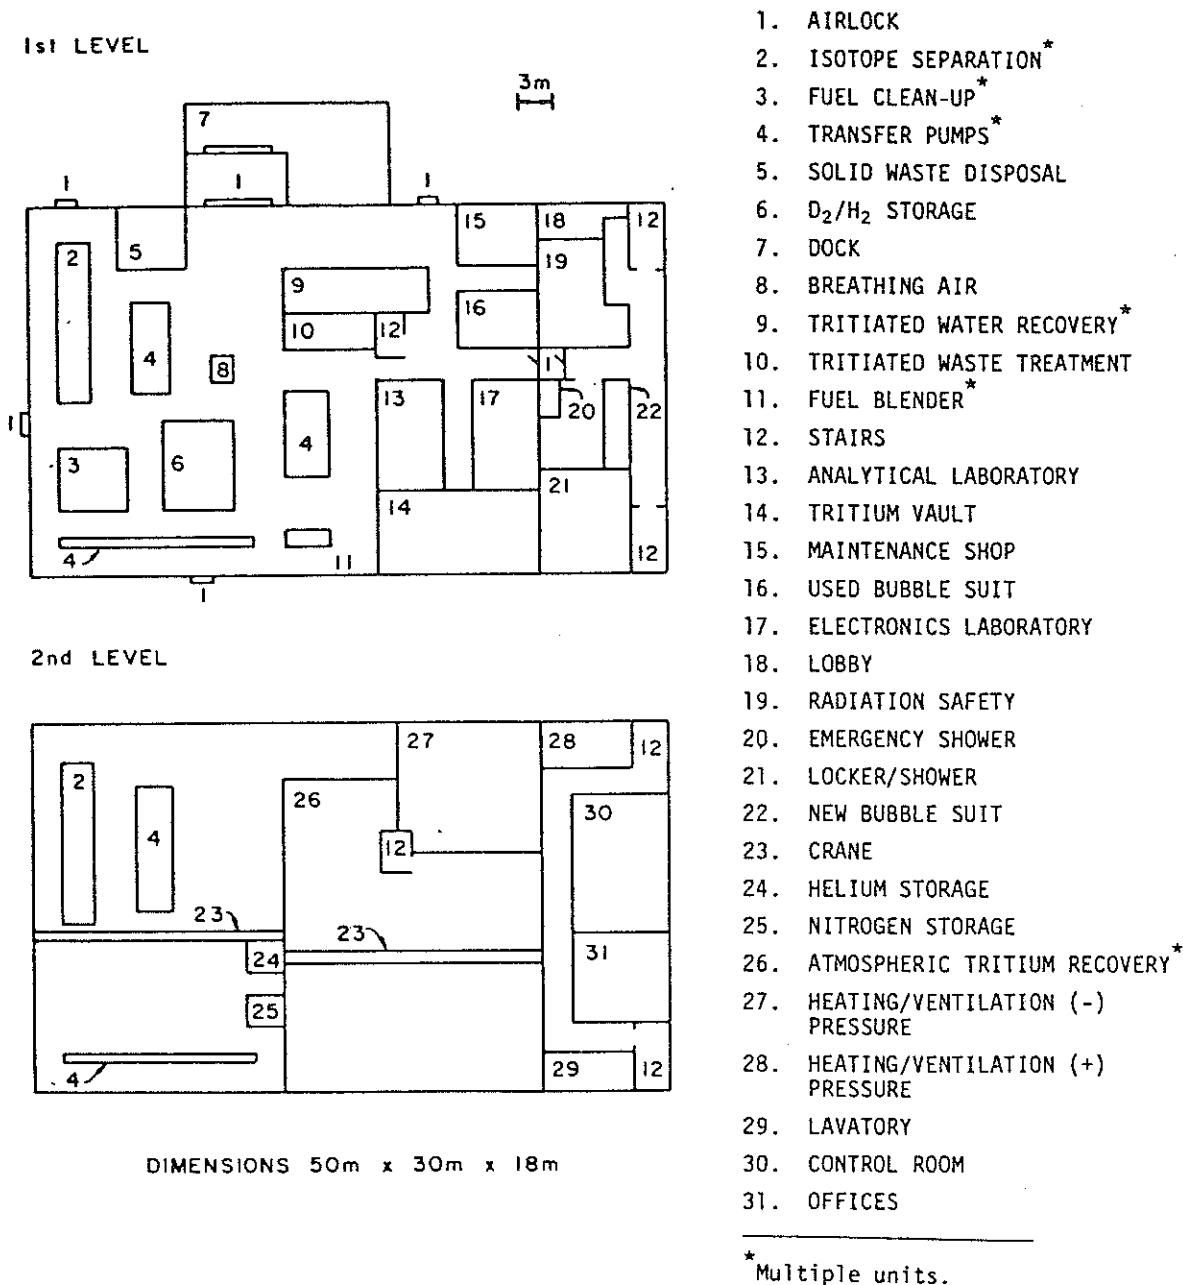 1st LEVEL
3m
7
1
1
1
15
18
12
2
5
19
9
16
10
12
4
8
1
13
17
20
22
1
4
3
6
21
14
4
11
12
1
2nd LEVEL
27
28
12
2
26
30
4
12
23
23
24
31
25
4
29
12
DIMENSIONS 50m x 30m x 18m
1. AIRLOCK
2. ISOTOPE SEPARATION*
3. FUEL CLEAN-UP*
4. TRANSFER PUMPS*
5. SOLID WASTE DISPOSAL
6. D₂/H₂ STORAGE
7. DOCK
8. BREATHING AIR
9. TRITIATED WATER RECOVERY*
10. TRITIATED WASTE TREATMENT
11. FUEL BLENDER*
12. STAIRS
13. ANALYTICAL LABORATORY
14. TRITIUM VAULT
15. MAINTENANCE SHOP
16. USED BUBBLE SUIT
17. ELECTRONICS LABORATORY
18. LOBBY
19. RADIATION SAFETY
20. EMERGENCY SHOWER
21. LOCKER/SHOWER
22. NEW BUBBLE SUIT
23. CRANE
24. HELIUM STORAGE
25. NITROGEN STORAGE
26. ATMOSPHERIC TRITIUM RECOVERY*
27. HEATING/VENTILATION (-)
PRESSURE
28. HEATING/VENTILATION (+)
PRESSURE
29. LAVATORY
30. CONTROL ROOM
31. OFFICES
*Multiple units.